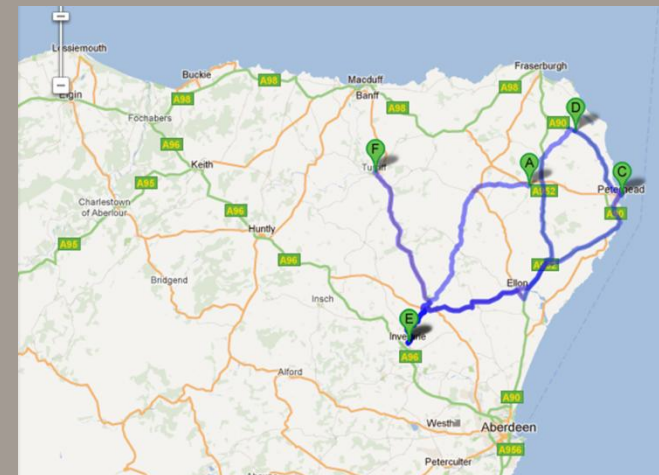 Lossiemouth
Elgin
Buckie
A98
Macduff
Banff
A98
A98
Fraserburgh
Fochabers
A96
Keith
A95
Charlestown
of Aberlour
A96
A95
Huntly
A96
Bridgend
Insch
Alford
F
A90
D
A
A952
C
Peterhead
A90
Ellon
E
A96
A90
Westhill
Aberdeen
A956
Peterculter